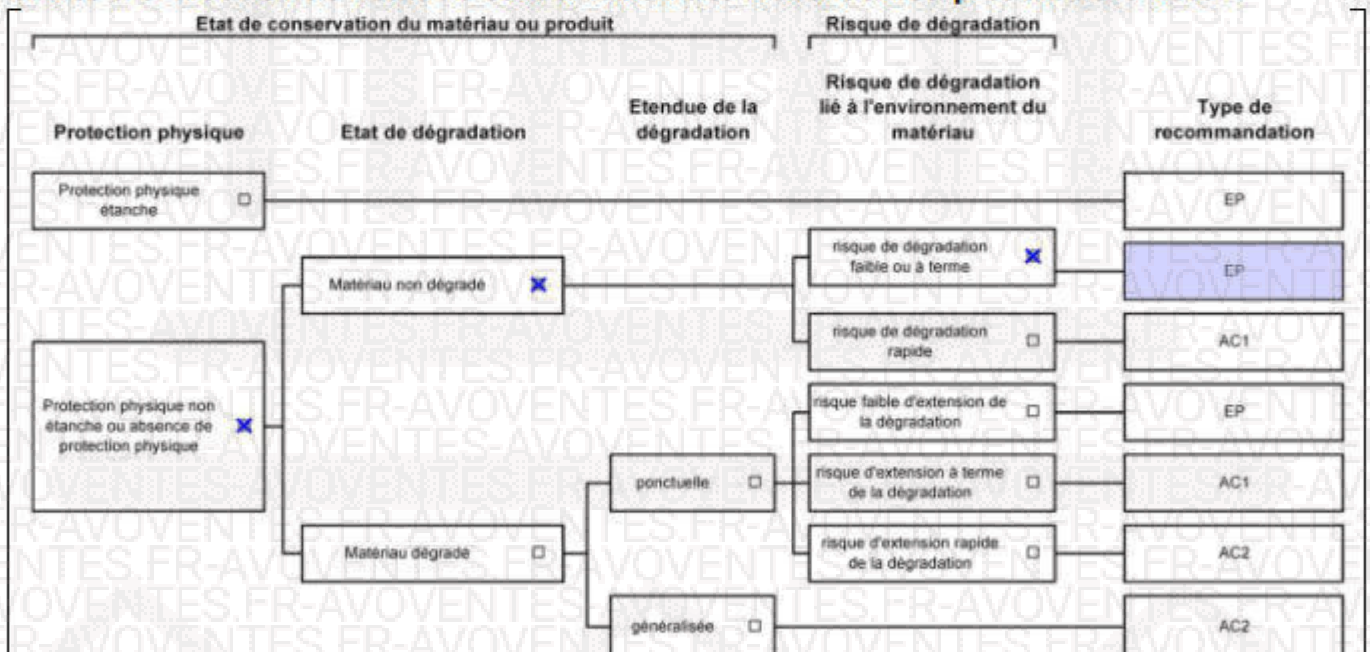 Etat de conservation du matériau ou produit
Risque de dégradation
Protection physique
Etat de dégradation
Etendue de la
dégradation
Risque de dégradation
lié à l'environnement du
matériau
Type de
recommandation
Protection physique
étanche
EP
Matériau non dégradé
risque de dégradation
faible ou à terme
EP
risque de dégradation
rapide
AC1
Protection physique non
étanche ou absence de
protection physique
risque faible d'extension de
la dégradation
EP
ponctuelle
risque d'extension à terme
de la dégradation
AC1
Matériau dégradé
risque d'extension rapide
de la dégradation
AC2
généralisée
AC2